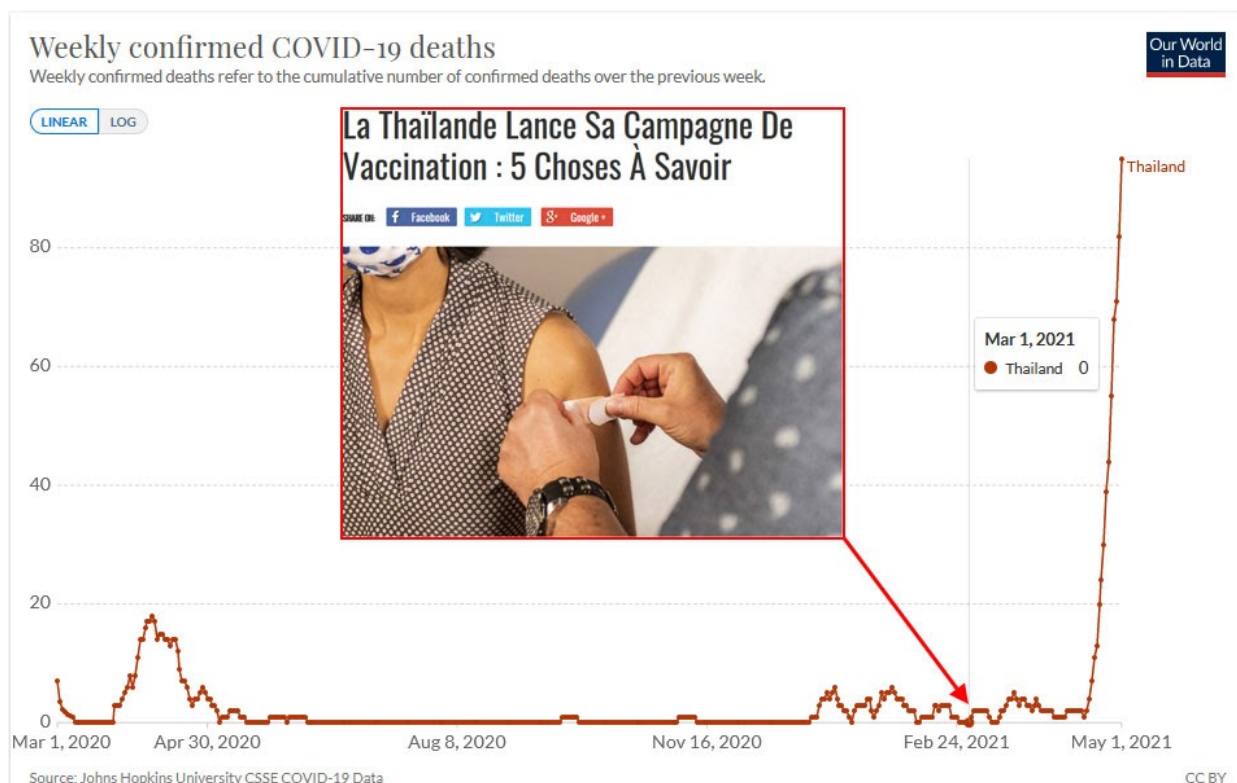 Weekly confirmed COVID-19 deaths
Weekly confirmed deaths refer to the cumulative number of confirmed deaths over the previous week.
Our World
in Data
LINEAR LOG
La Thaïlande Lance Sa Campagne De
Vaccination : 5 Choses À Savoir
SHARE ON: f Facebook Twitter 8+ Google +
Thailand
80
60
40
20
0
Mar 1, 2021
Thailand 0
Mar 1, 2020 Apr 30, 2020 Aug 8, 2020 Nov 16, 2020 Feb 24, 2021 May 1, 2021
Source: Johns Hopkins University CSSE COVID-19 Data
CC BY